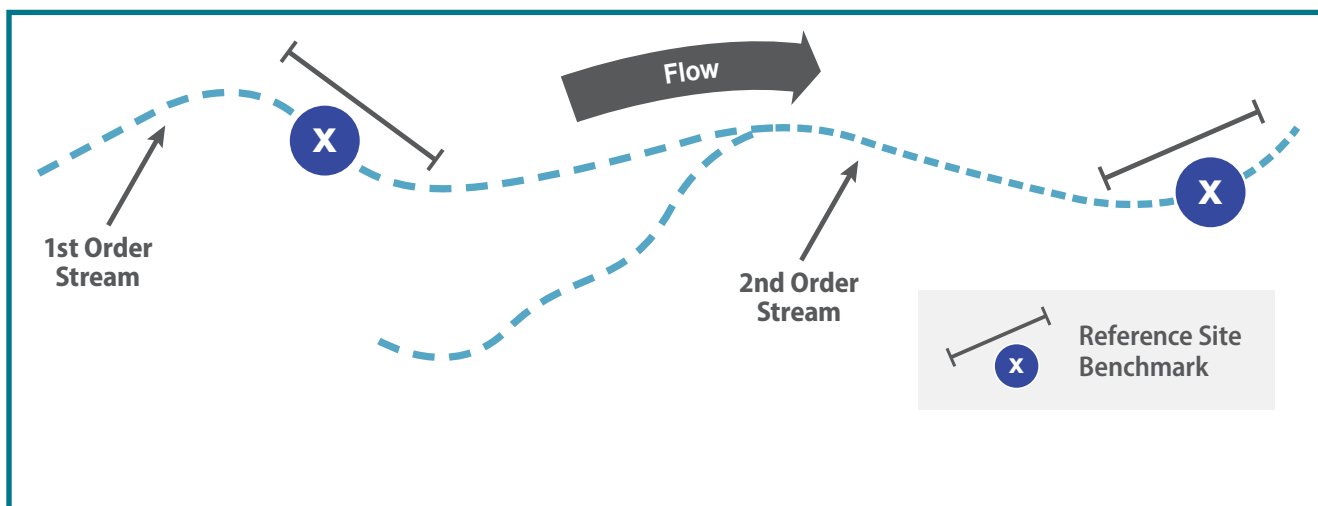 Flow
X
X
1st Order
Stream
2nd Order
Stream
Reference Site
X
Benchmark